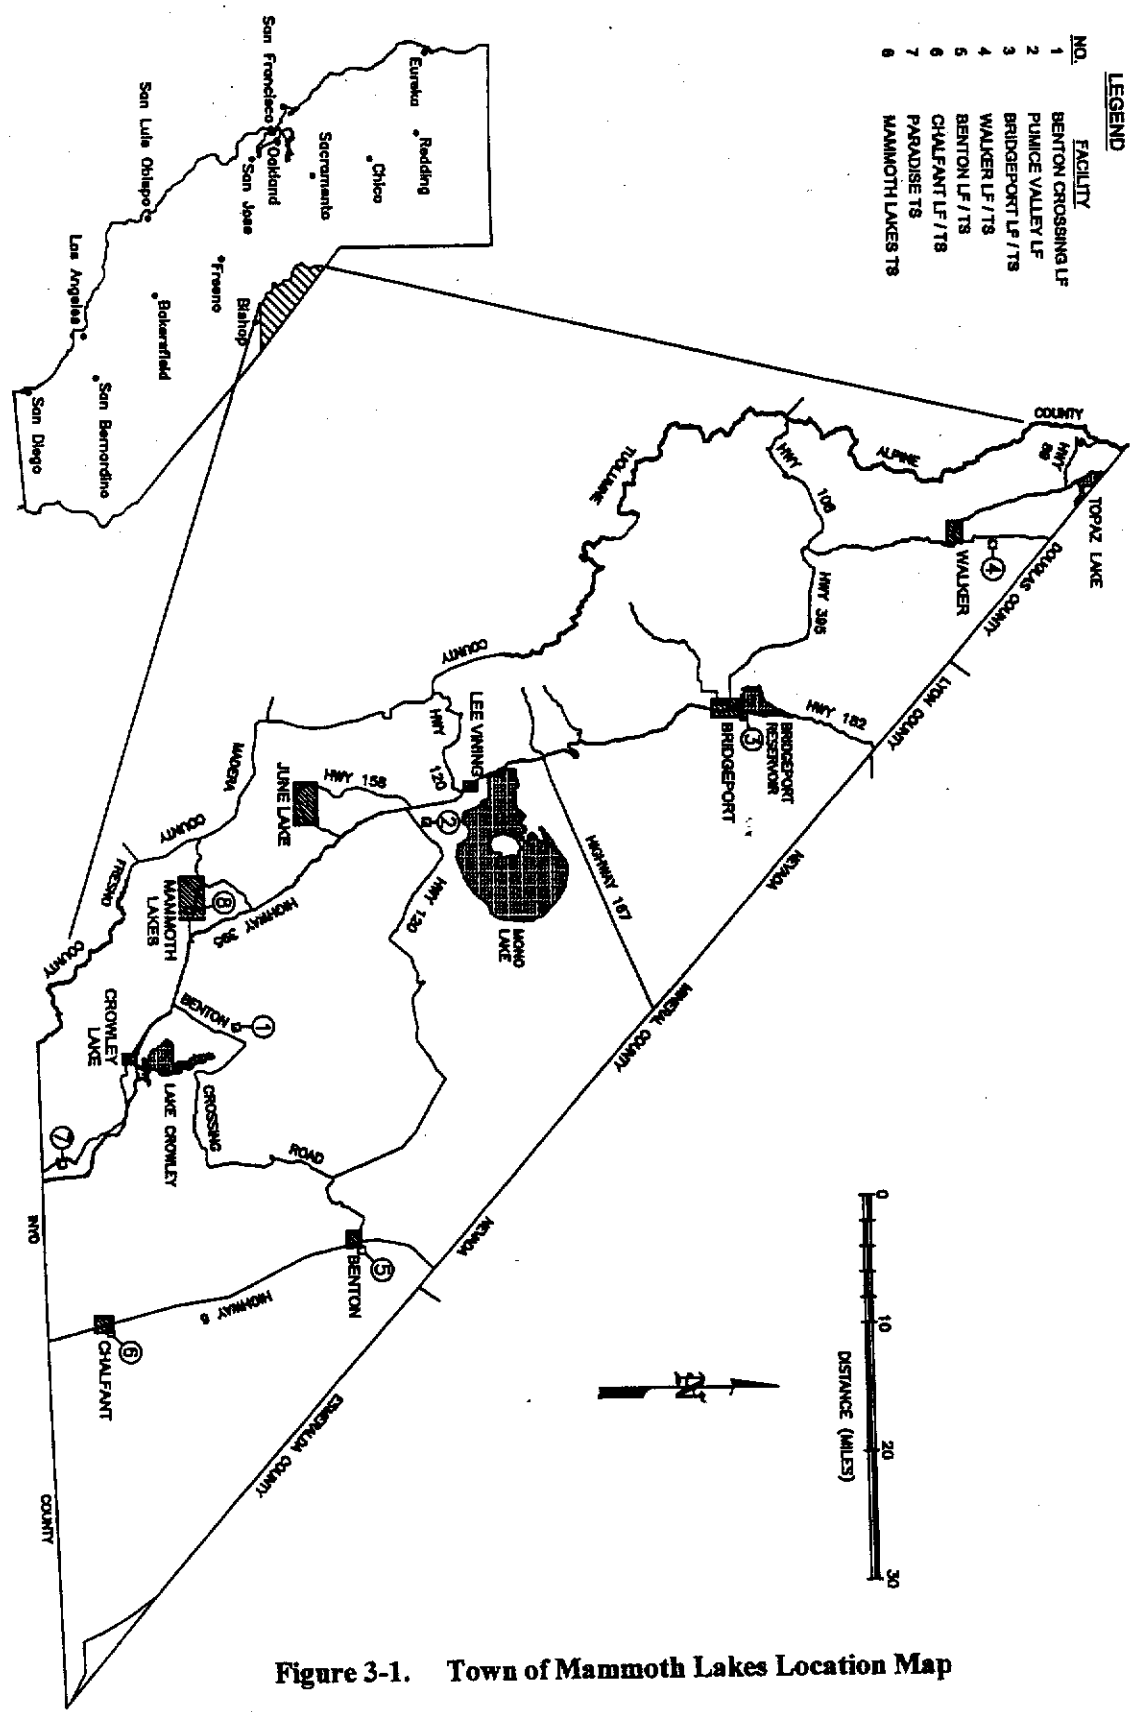 LEGEND
NO. FACILITY
1 BENTON CROSSING LF
2 PUMICE VALLEY LF
3 BRIDGEPORT LF / TS
4 WALKER LF / TS
5 BENTON LF / TS
6 CHALFANT LF / TS
7 PARADISE TS
8 MAMMOTH LAKES TS
Eureka
Redding
Chico
Sacramento
San Francisco
Oakland
San Jose
Fresno
Bishop
San Luis Obispo
Bakersfield
Los Angeles
San Bernardino
San Diego
COUNTY
HWY
89
TOPAZ LAKE
ALPINE
WALKER
4
DOUGLAS COUNTY
LYON COUNTY
HWY
108
HWY 395
TUOLUMNE
HWY 182
BRIDGEPORT
RESERVOIR
3
BRIDGEPORT
NEVADA
COUNTY
HWY
120
LEE VINING
HIGHWAY 167
MONO
LAKE
2
HWY 158
JUNE LAKE
MADERA
COUNTY
HWY 120
MINERAL COUNTY
HIGHWAY
395
8
MAMMOTH
LAKES
FRESNO
COUNTY
BENTON
1
CROWLEY
LAKE
LAKE CROWLEY
CROSSING
ROAD
7
NEVADA
BENTON
5
HIGHWAY 6
6
CHALFANT
INYO
COUNTY
ESMERALDA COUNTY
N
0
10
20
30
DISTANCE (MILES)
Figure 3-1. Town of Mammoth Lakes Location Map